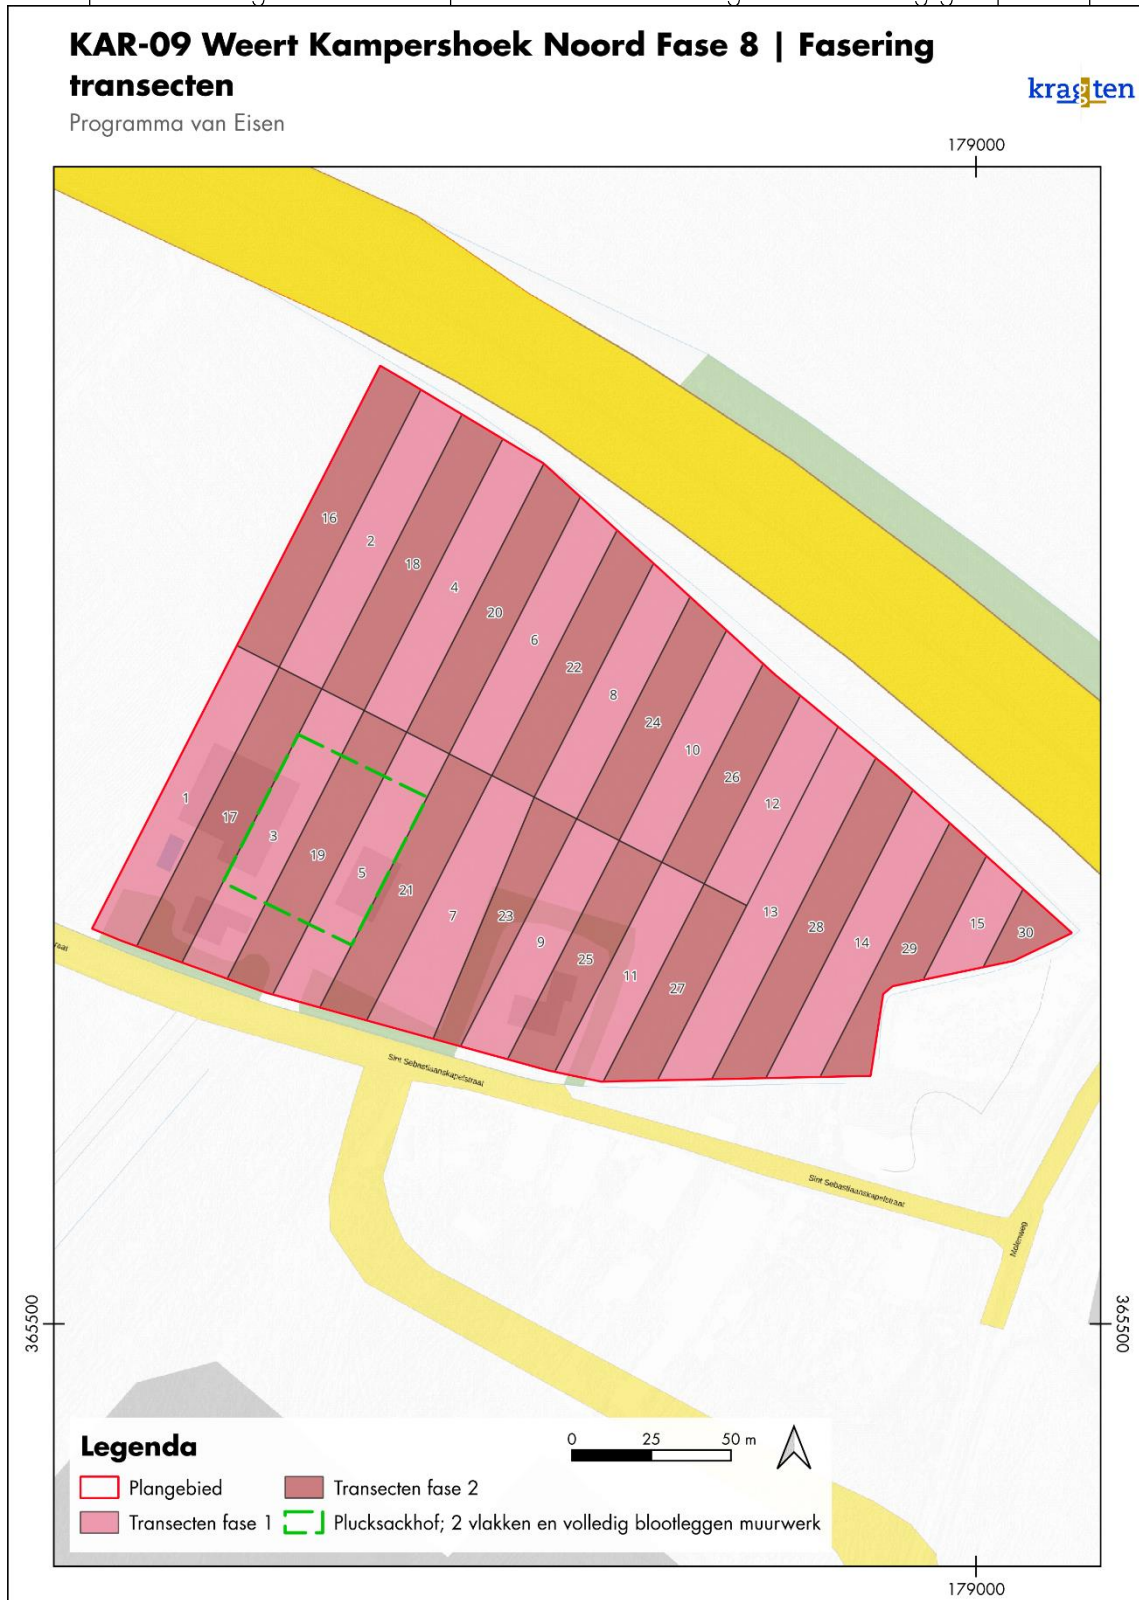 KAR-09 Weert Kampershoek Noord Fase 8 | Fasering
transecten
Programma van Eisen
kragten
179000
16
2
18
4
20
6
22
8
24
10
26
12
1
17
3
19
5
21
7
23
9
25
11
27
13
28
14
29
15
30
raat
Sint Sebastiaanskapelstraat
Sint Sebastiaanskapelstraat
Molenweg
365500
365500
Legenda
0 25 50 m
Plangebied
Transecten fase 2
Transecten fase 1
Plucksackhof; 2 vlakken en volledig blootleggen muurwerk
179000